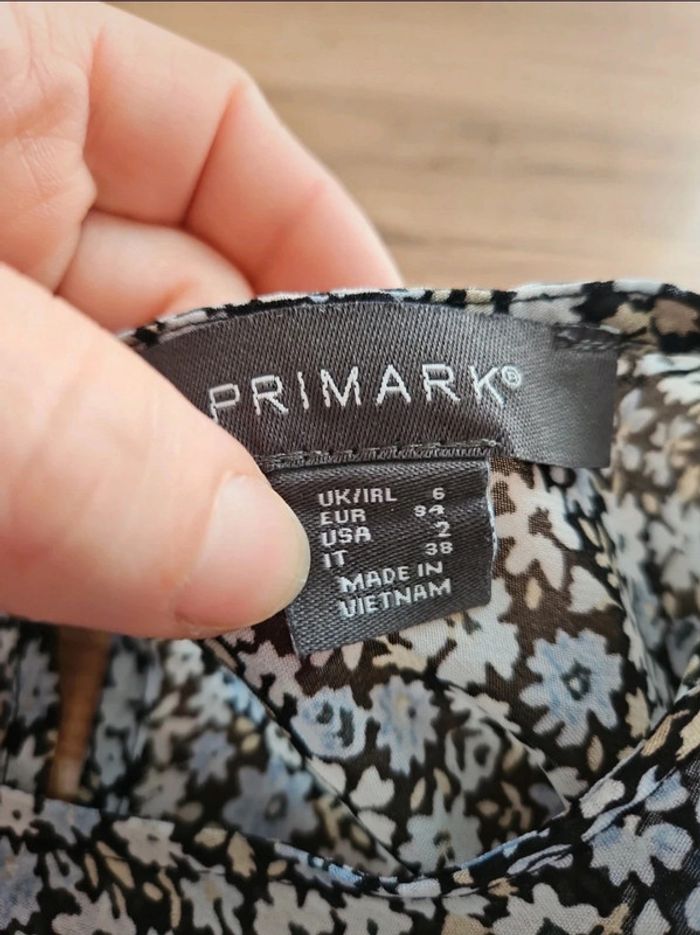 PRIMARK®
UK/IRL 6
EUR 34
USA 2
IT 38
MADE IN
VIETNAM